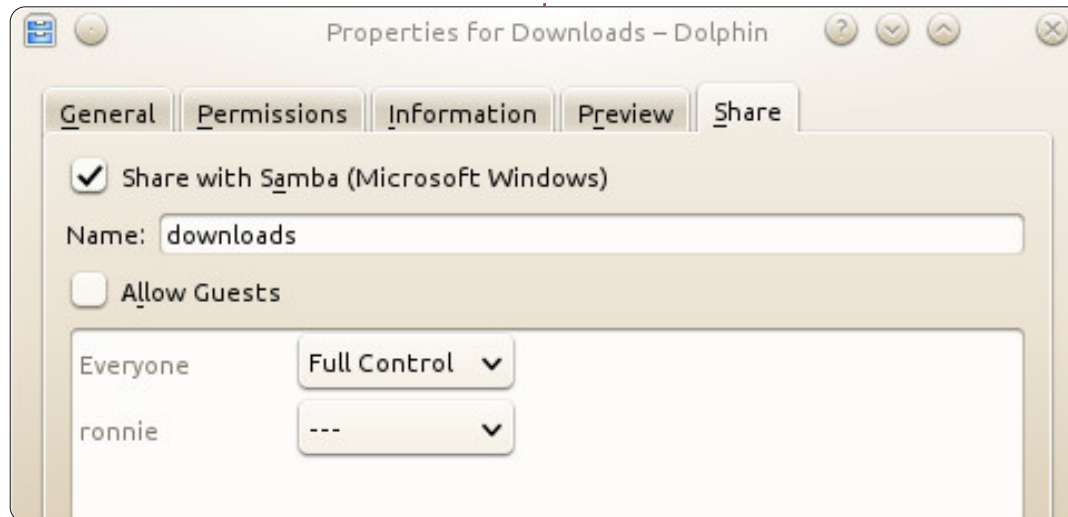 Properties for Downloads – Dolphin
General Permissions Information Preview Share
Share with Samba (Microsoft Windows)
Name: downloads
Allow Guests
Everyone Full Control
ronnie ---